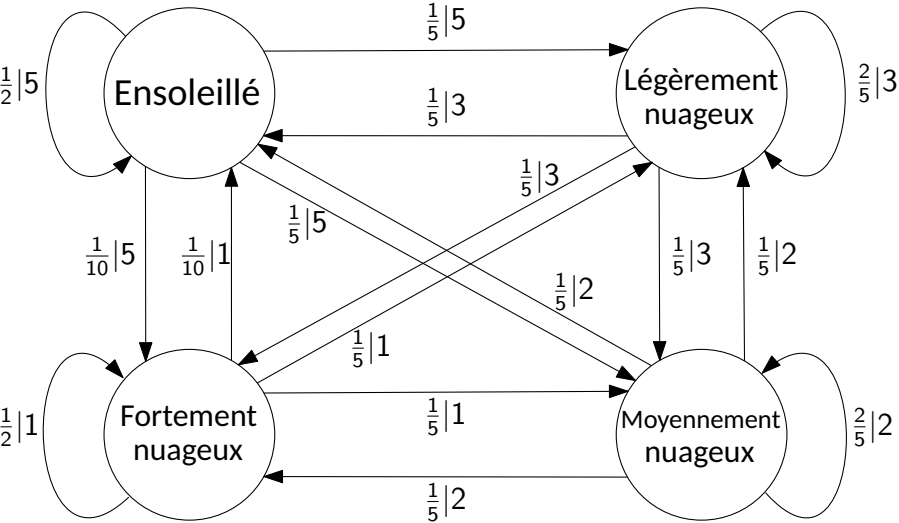 1/5|5
1/2|5
Ensoleillé
Légèrement
nuageux
2/5|3
1/5|3
1/5|3
1/5|5
1/10|5
1/10|1
1/5|3
1/5|2
1/5|2
1/5|1
1/2|1
Fortement
nuageux
1/5|1
Moyennement
nuageux
2/5|2
1/5|2